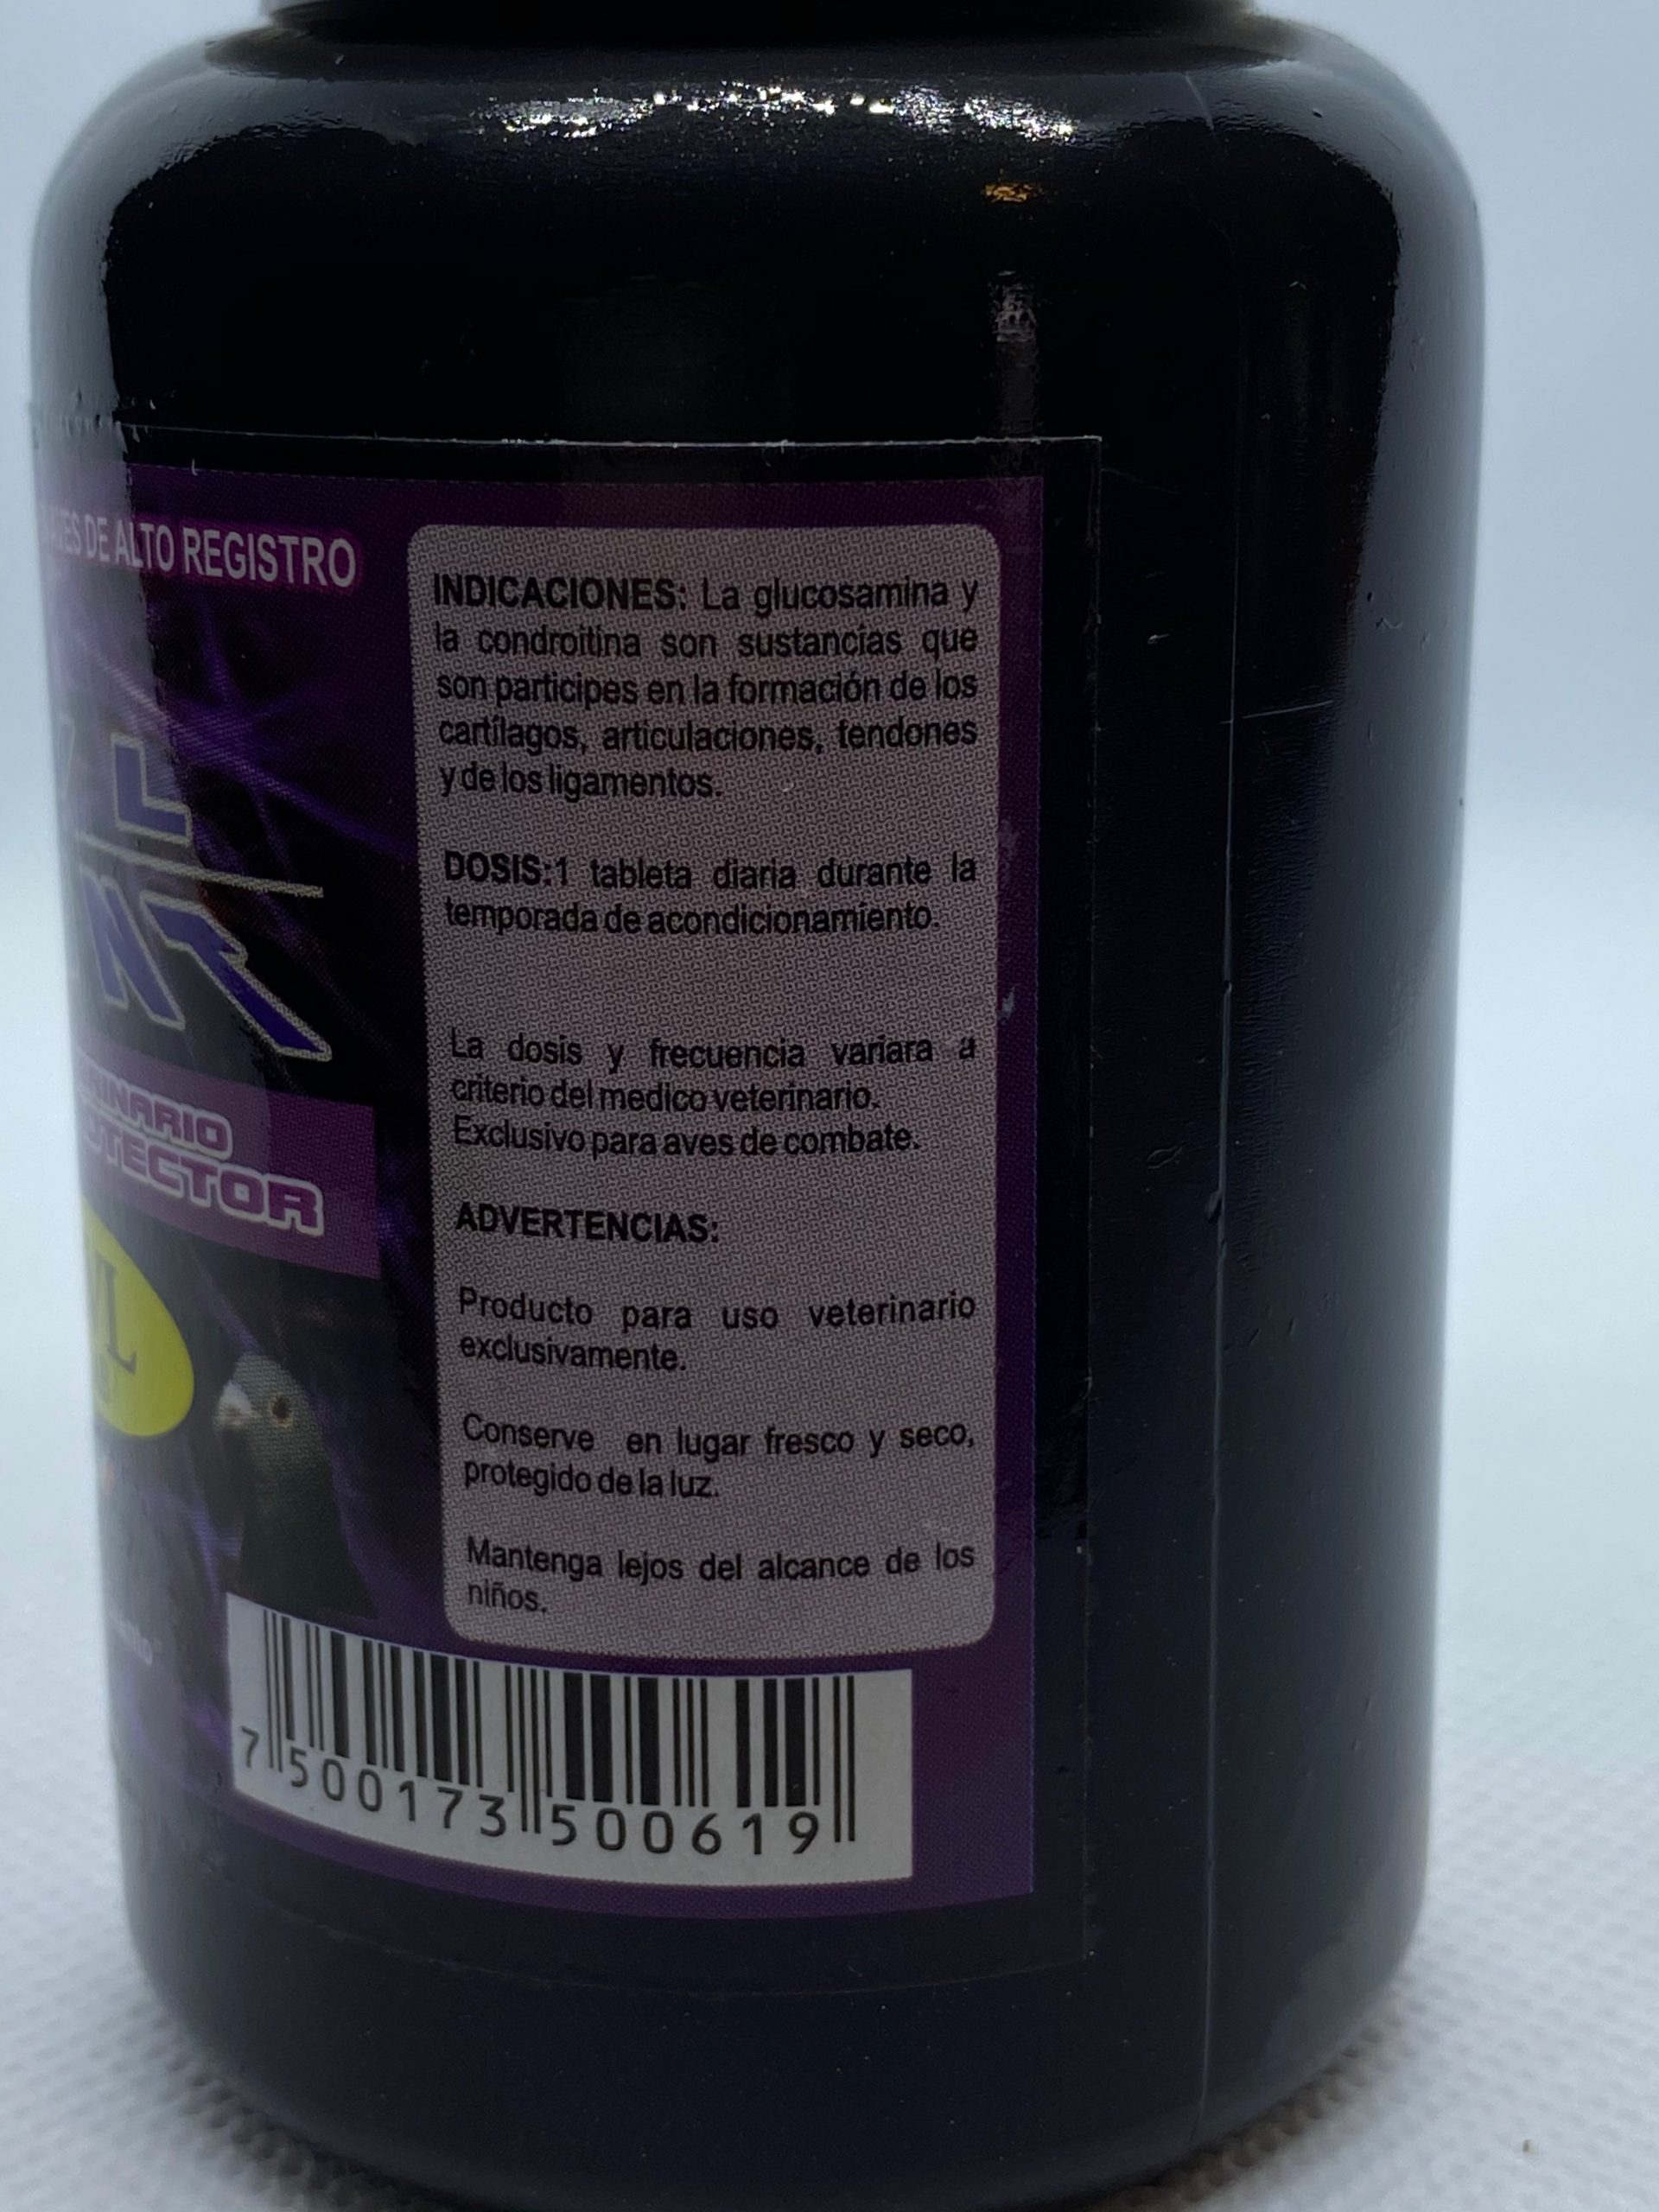 DE ALTO REGISTRO
INDICACIONES: La glucosamina y
la condroitina son sustancias que
son participes en la formación de los
cartílagos, articulaciones, tendones
y de los ligamentos.
DOSIS:1 tableta diaria durante la
temporada de acondicionamiento.
La dosis y frecuencia variara a
criterio del medico veterinario.
Exclusivo para aves de combate.
ADVERTENCIAS:
Producto para uso veterinario
exclusivamente.
Conserve en lugar fresco y seco,
protegido de la luz.
Mantenga lejos del alcance de los
niños.
7 500173 500619